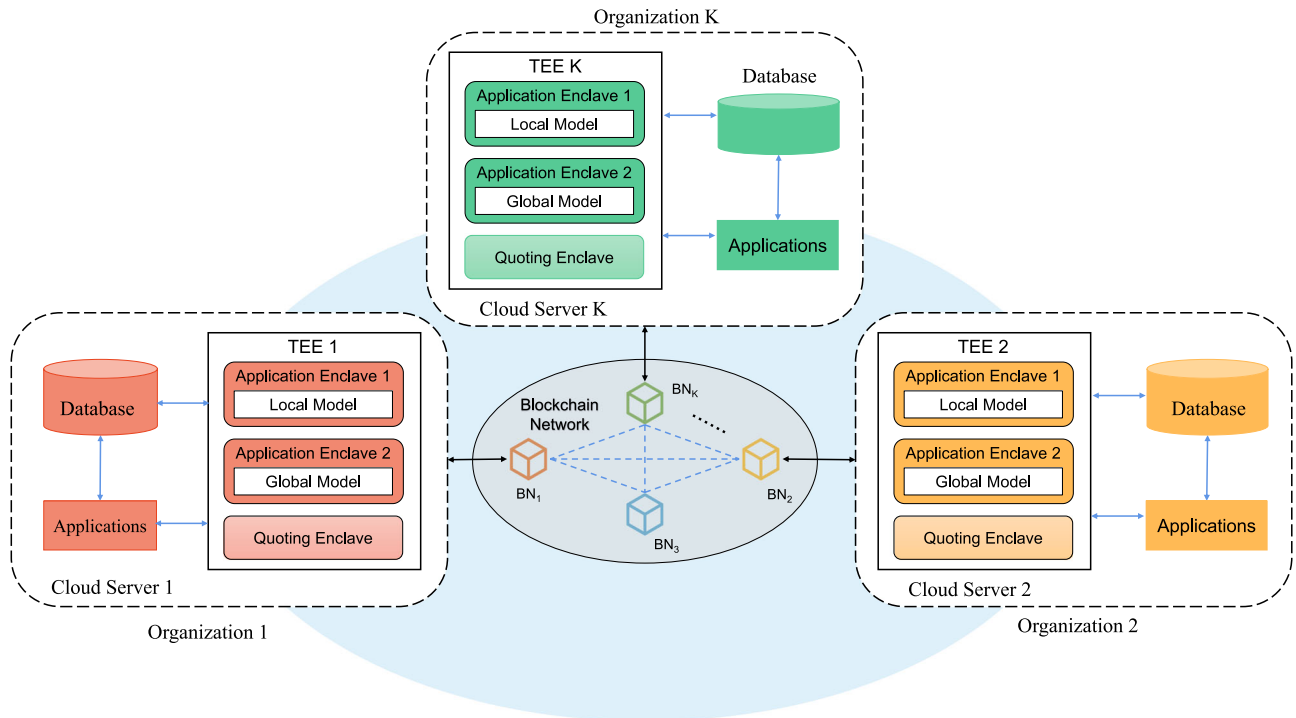 Organization K
TEE K
Application Enclave 1
Local Model
Application Enclave 2
Global Model
Quoting Enclave
Database
Applications
Cloud Server K
TEE 1
Application Enclave 1
Local Model
Application Enclave 2
Global Model
Quoting Enclave
Database
Applications
Cloud Server 1
Organization 1
Blockchain
Network
BNK
......
BN1
BN2
BN3
TEE 2
Application Enclave 1
Local Model
Application Enclave 2
Global Model
Quoting Enclave
Database
Applications
Cloud Server 2
Organization 2